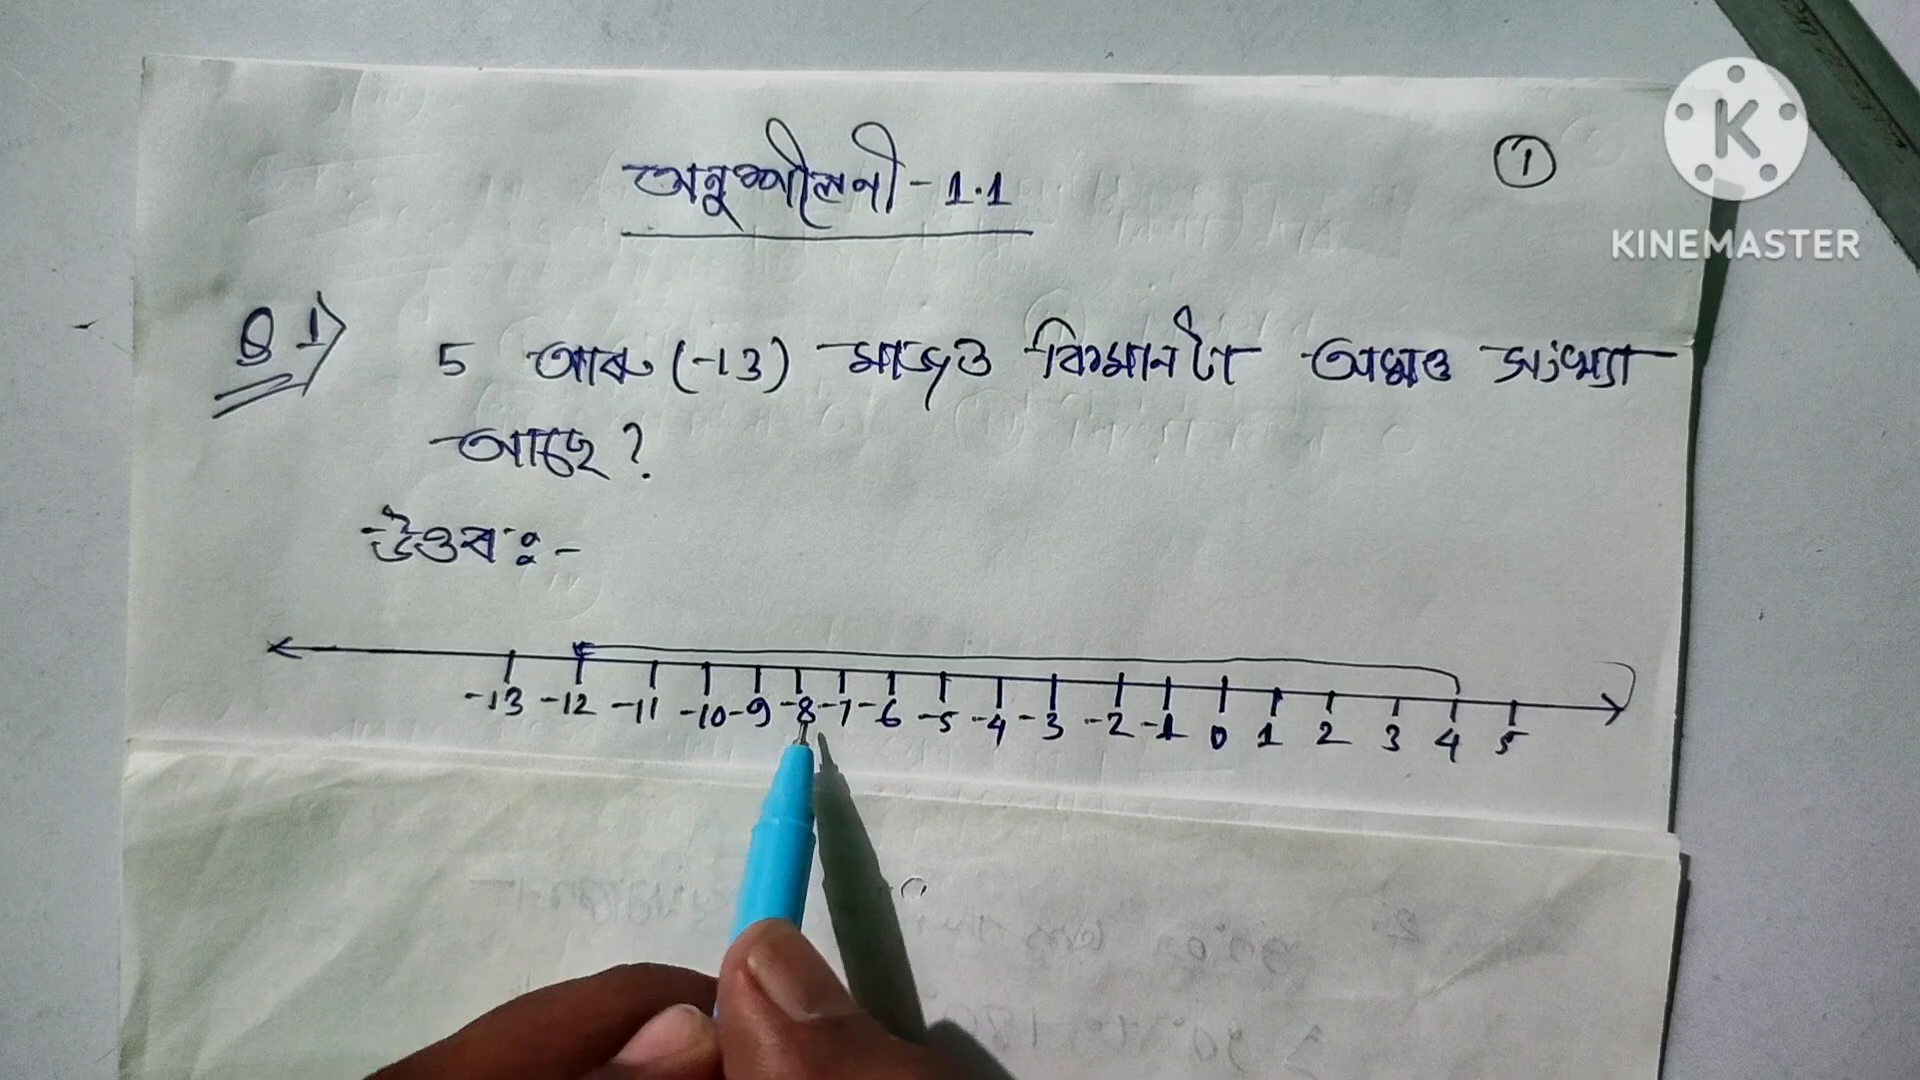 অনুশীলনী - 1.1
1
KINEMASTER
Q 1)
5 আৰু (-13) মাজত কিমানটা অখণ্ড সংখ্যা
আছে?
উত্তৰ :-
-13 -12 -11 -10 -9 -8 -7 -6 -5 -4 -3 -2 -1 0 1 2 3 4 5